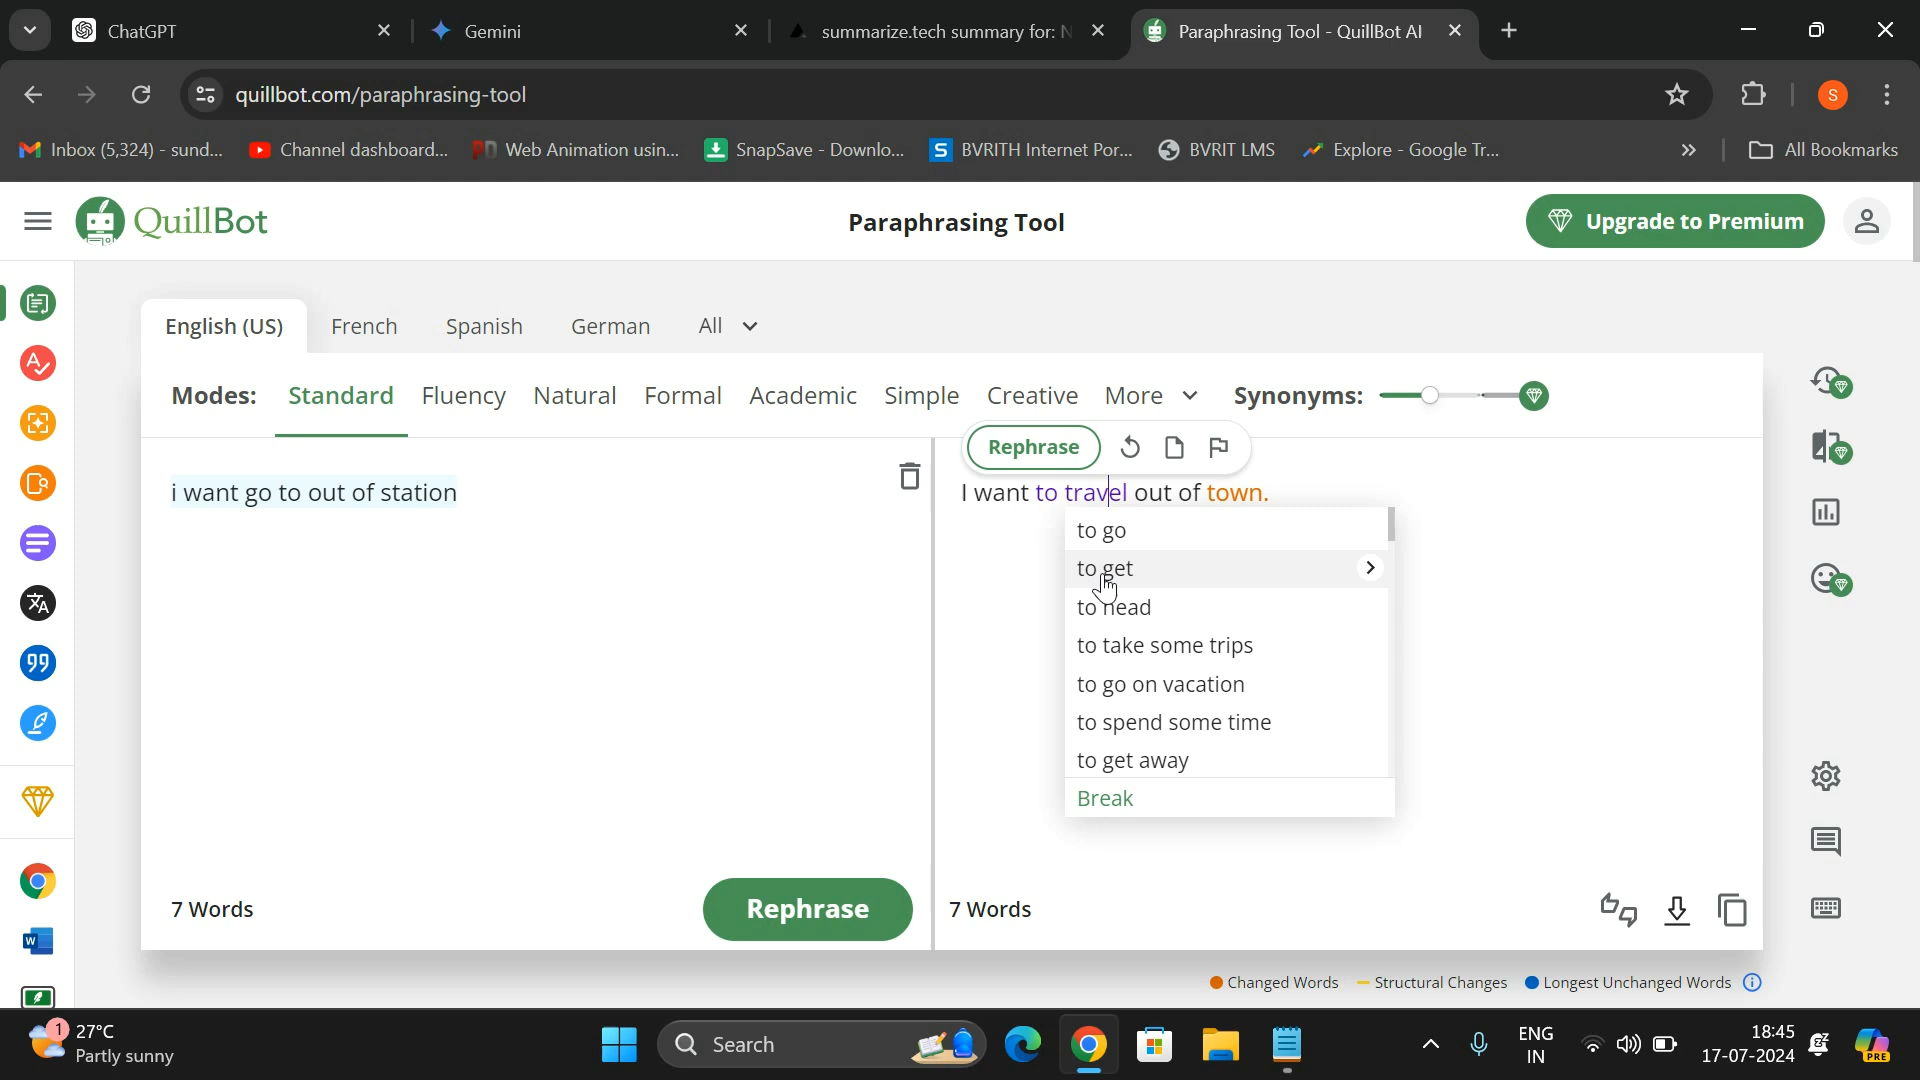 ChatGPT
Gemini
summarize.tech summary for: N
Paraphrasing Tool - QuillBot AI
quillbot.com/paraphrasing-tool
S
Inbox (5,324) - sund...
Channel dashboard...
Web Animation usin...
SnapSave - Downlo...
BVRITH Internet Por...
BVRIT LMS
Explore - Google Tr...
All Bookmarks
QuillBot
Paraphrasing Tool
Upgrade to Premium
English (US)
French
Spanish
German
All
Modes:
Standard
Fluency
Natural
Formal
Academic
Simple
Creative
More
Synonyms:
Rephrase
i want go to out of station
I want to travel out of town.
to go
to get
to head
to take some trips
to go on vacation
to spend some time
to get away
Break
7 Words
Rephrase
7 Words
Changed Words
Structural Changes
Longest Unchanged Words
1
27°C
Partly sunny
Search
ENG
IN
18:45
17-07-2024
PRE